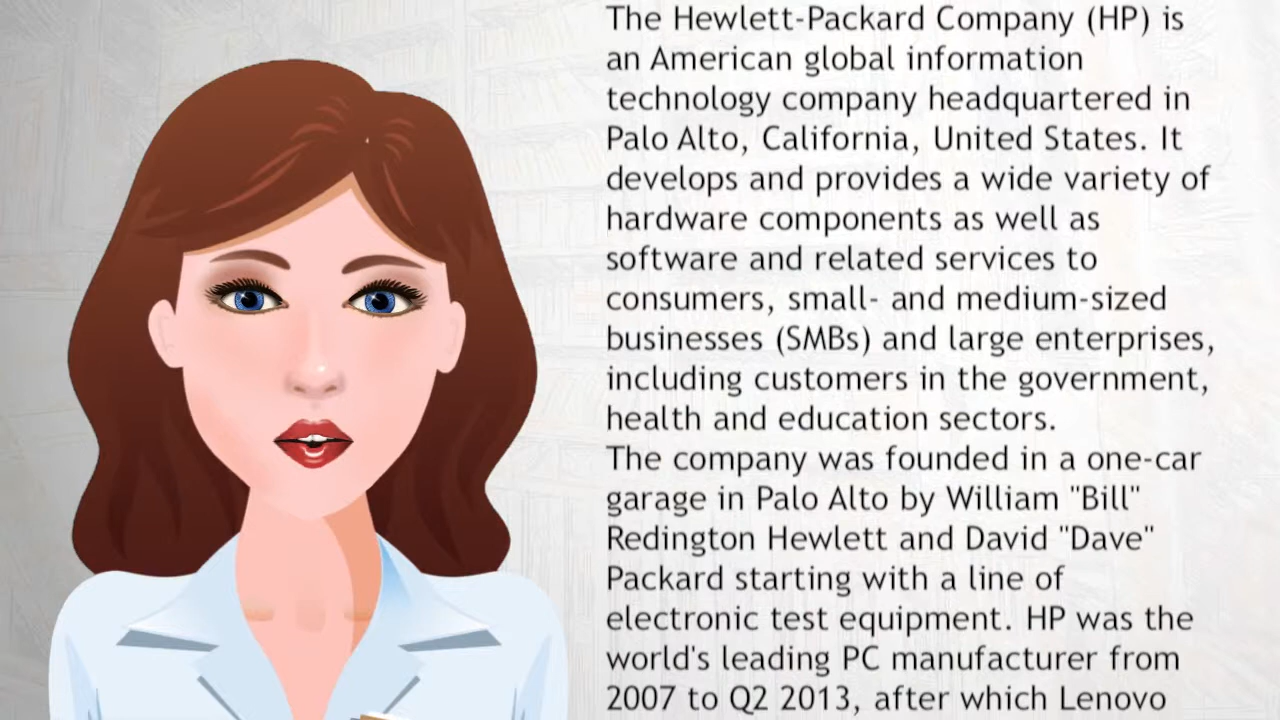 The Hewlett-Packard Company (HP) is
an American global information
technology company headquartered in
Palo Alto, California, United States. It
develops and provides a wide variety of
hardware components as well as
software and related services to
consumers, small- and medium-sized
businesses (SMBs) and large enterprises,
including customers in the government,
health and education sectors.
The company was founded in a one-car
garage in Palo Alto by William "Bill"
Redington Hewlett and David "Dave"
Packard starting with a line of
electronic test equipment. HP was the
world's leading PC manufacturer from
2007 to Q2 2013, after which Lenovo